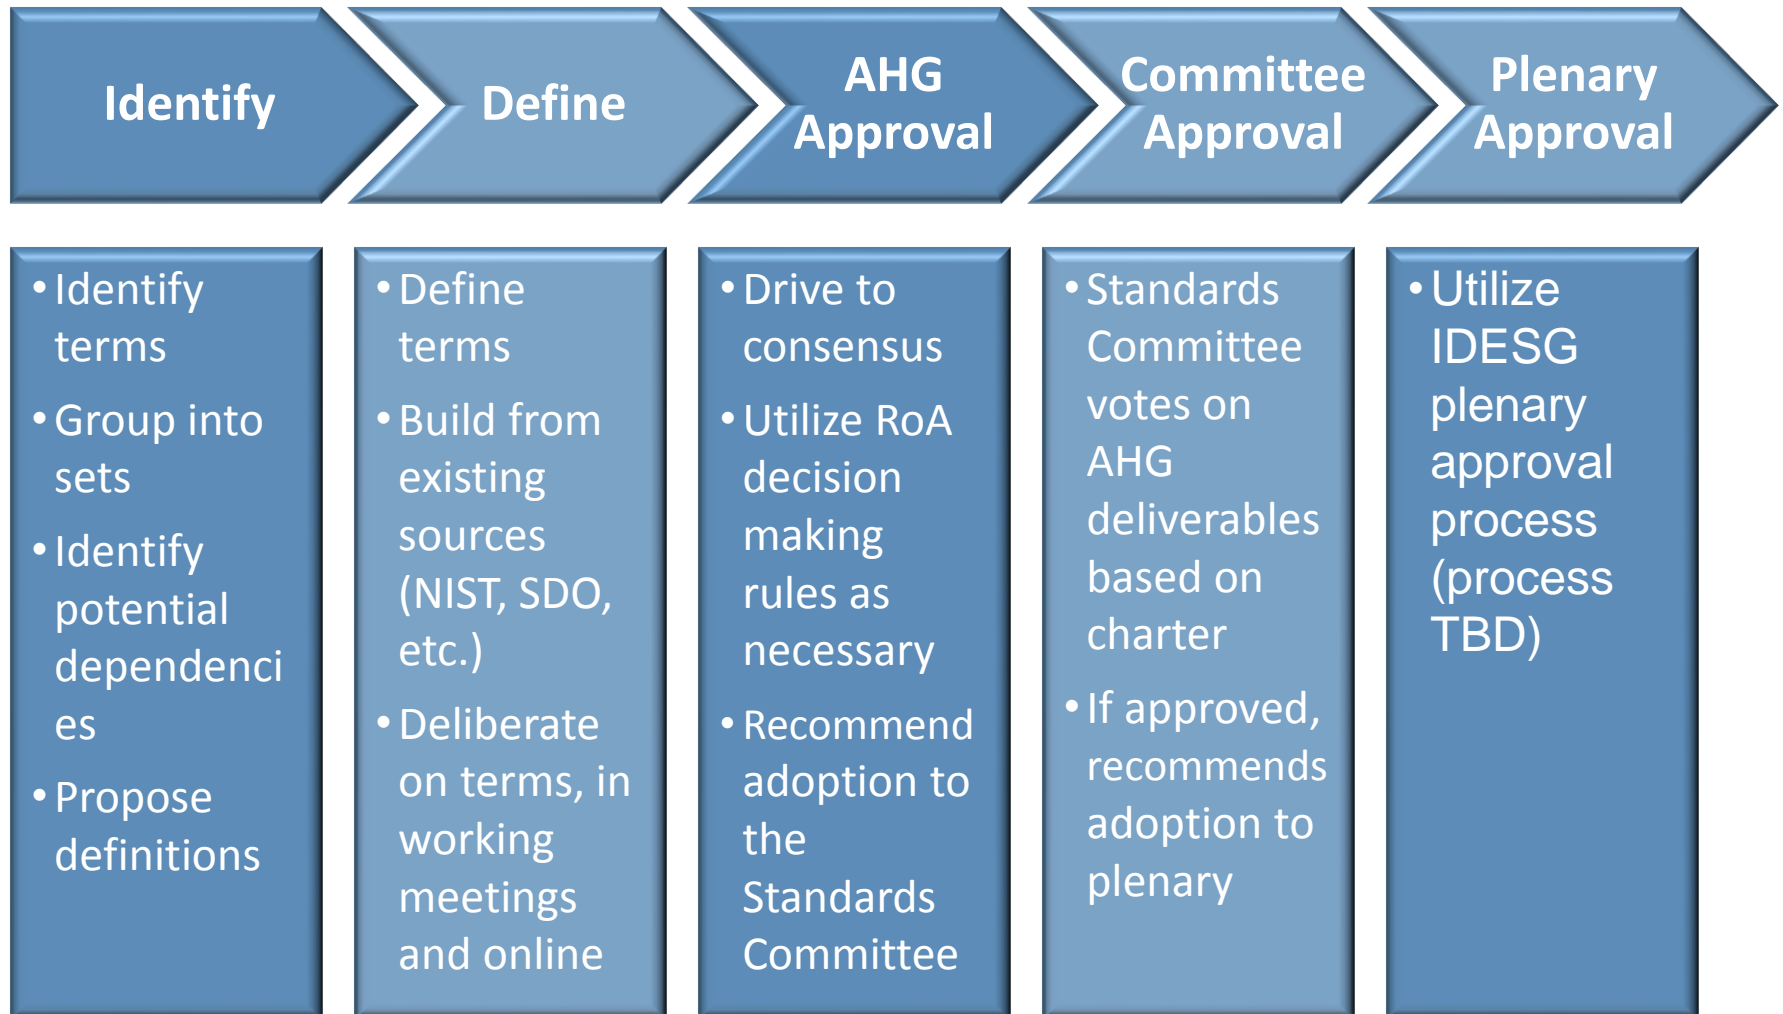 Identify
Define
AHG
Approval
Committee
Approval
Plenary
Approval
• Identify
terms
• Group into
sets
• Identify
potential
dependenci
es
• Propose
definitions
• Define
terms
• Build from
existing
sources
(NIST, SDO,
etc.)
• Deliberate
on terms, in
working
meetings
and online
• Drive to
consensus
• Utilize RoA
decision
making
rules as
necessary
• Recommend
adoption to
the
Standards
Committee
• Standards
Committee
votes on
AHG
deliverables
based on
charter
• If approved,
recommends
adoption to
plenary
• Utilize
IDESG
plenary
approval
process
(process
TBD)